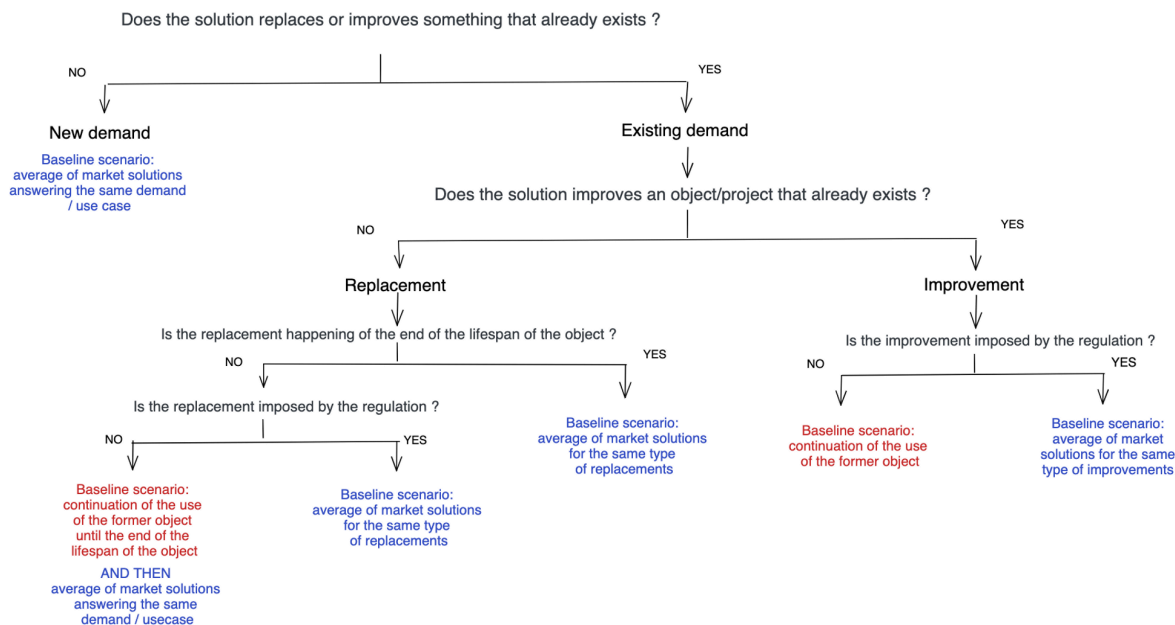 Does the solution replaces or improves something that already exists ?
NO
YES
New demand
Existing demand
Baseline scenario:
average of market solutions
answering the same demand
/ use case
Does the solution improves an object/project that already exists ?
NO
YES
Replacement
Improvement
Is the replacement happening of the end of the lifespan of the object ?
Is the improvement imposed by the regulation ?
NO
YES
NO
YES
Is the replacement imposed by the regulation ?
Baseline scenario:
average of market solutions
for the same type
of replacements
Baseline scenario:
continuation of the use
of the former object
Baseline scenario:
average of market
solutions for the same
type of improvements
NO
YES
Baseline scenario:
continuation of the use
of the former object
until the end of the
lifespan of the object
AND THEN
average of market solutions
answering the same
demand / usecase
Baseline scenario:
average of market solutions
for the same type
of replacements